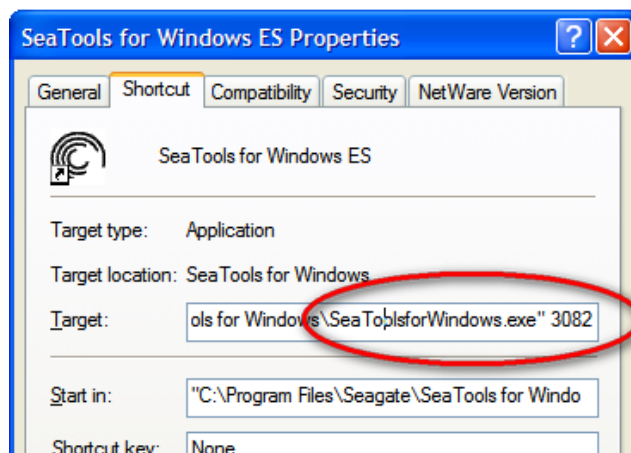 SeaTools for Windows ES Properties
General Shortcut Compatibility Security NetWare Version
SeaTools for Windows ES
Target type: Application
Target location: SeaTools for Windows
Target: ols for Windows\SeaToolsforWindows.exe" 3082
Start in: "C:\Program Files\Seagate\SeaTools for Windo
Shortcut key: None